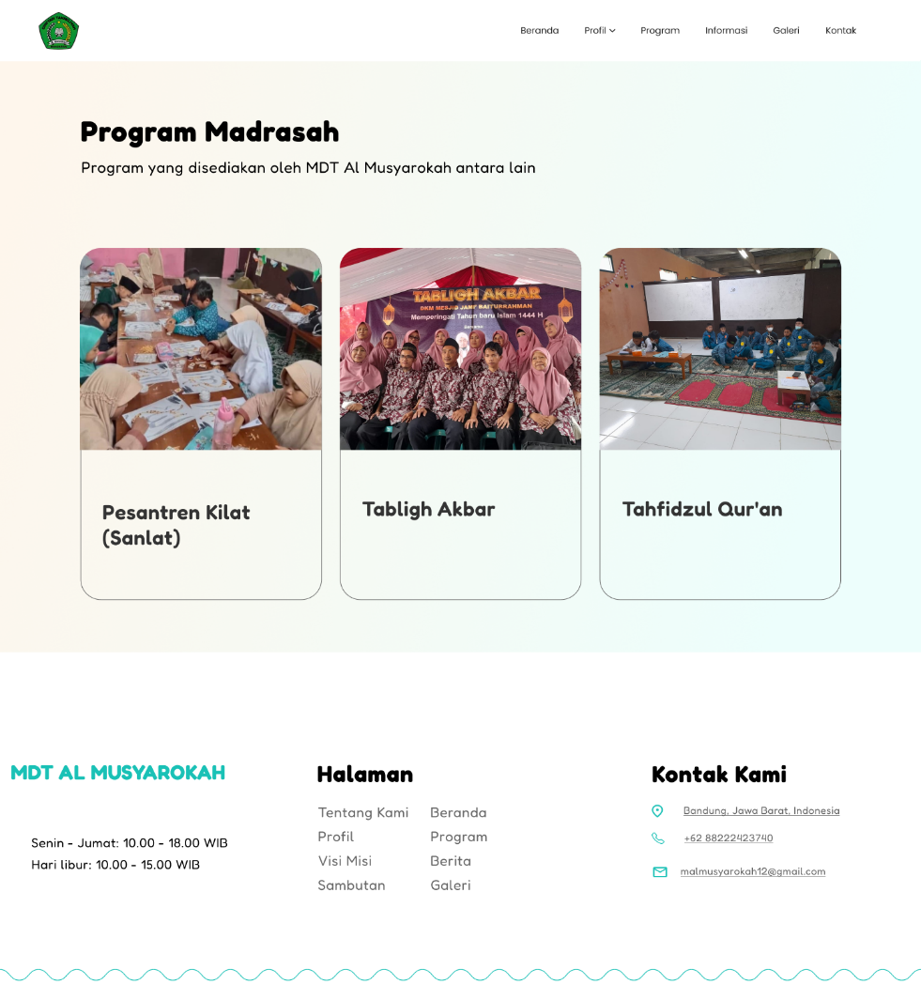 Beranda
Profil
Program
Informasi
Galeri
Kontak
Program Madrasah
Program yang disediakan oleh MDT Al Musyarokah antara lain
TABLIGH AKBAR
DKM MESJID JAMI' BAITURRAHMAN
Memperingati Tahun baru Islam 1444 H
Bersama
Pesantren Kilat
(Sanlat)
Tabligh Akbar
Tahfidzul Qur'an
MDT AL MUSYAROKAH
Senin - Jumat: 10.00 - 18.00 WIB
Hari libur: 10.00 - 15.00 WIB
Halaman
Tentang Kami
Profil
Visi Misi
Sambutan
Beranda
Program
Berita
Galeri
Kontak Kami
Bandung, Jawa Barat, Indonesia
+62 88222423740
malmusyarokah12@gmail.com